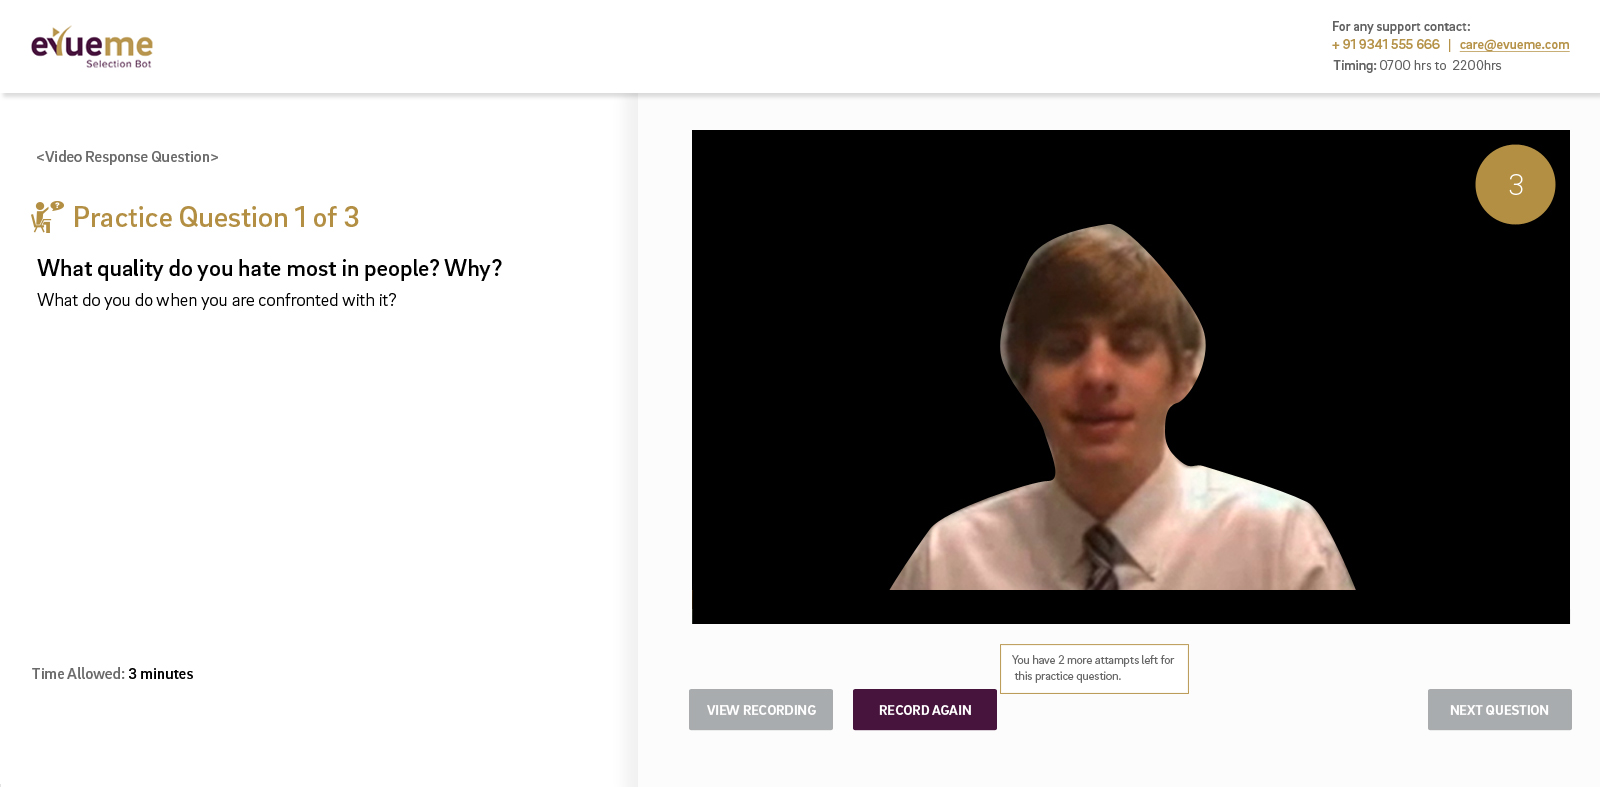 evueme
Selection Bot
For any support contact:
+ 91 9341 555 666 | care@evueme.com
Timing: 0700 hrs to 2200hrs
<Video Response Question>
?
Practice Question 1 of 3
What quality do you hate most in people? Why?
What do you do when you are confronted with it?
3
Time Allowed: 3 minutes
You have 2 more attampts left for
this practice question.
VIEW RECORDING
RECORD AGAIN
NEXT QUESTION